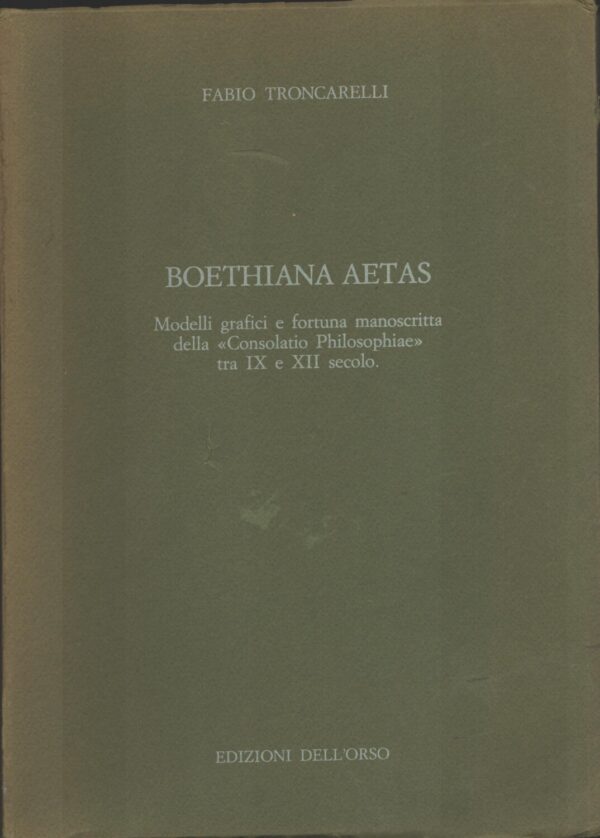 FABIO TRONCARELLI
BOETHIANA AETAS
Modelli grafici e fortuna manoscritta
della «Consolatio Philosophiae»
tra IX e XII secolo.
EDIZIONI DELL'ORSO